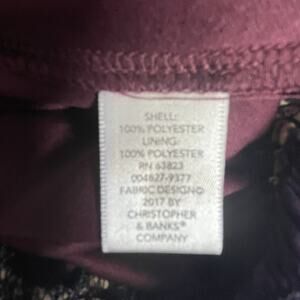 SHELL:
100% POLYESTER
LINING:
100% POLYESTER
RN 63823
004827-9377
FABRIC DESIGN©
2017 BY
CHRISTOPHER
& BANKS®
COMPANY